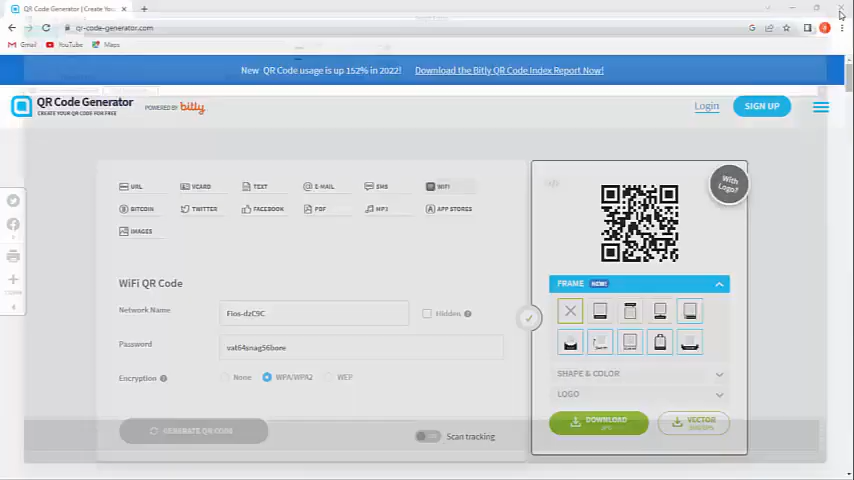 QR Code Generator | Create You
qr-code-generator.com
Gmail YouTube Maps
New QR Code usage is up 152% in 2022! Download the Bitly QR Code Index Report Now!
QR Code Generator
CREATE YOUR QR CODE FOR FREE
POWERED BY bitly
Login SIGN UP
URL VCARD TEXT E-MAIL SMS WIFI
BITCOIN TWITTER FACEBOOK PDF MP3 APP STORES
IMAGES
With Logo?
</>
WiFi QR Code
FRAME NEW!
Network Name Fios-dzC9C Hidden
Password vat64snag56bore
Encryption None WPA/WPA2 WEP
SHAPE & COLOR
LOGO
GENERATE QR CODE
Scan tracking
DOWNLOAD
JPG
VECTOR
SVG/EPS